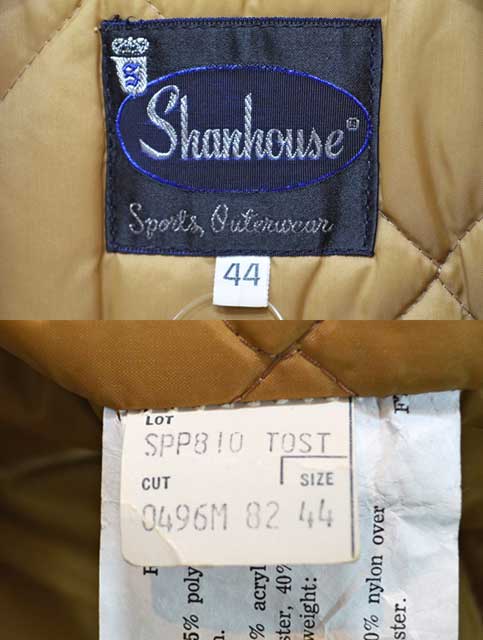 S
Shanhouse®
Sports, Outerwear
44
LOT
SPP810 TOST
CUT SIZE
0496M 82 44
5% poly
% acryl
ster, 40%
weight:
% nylon over
ster.